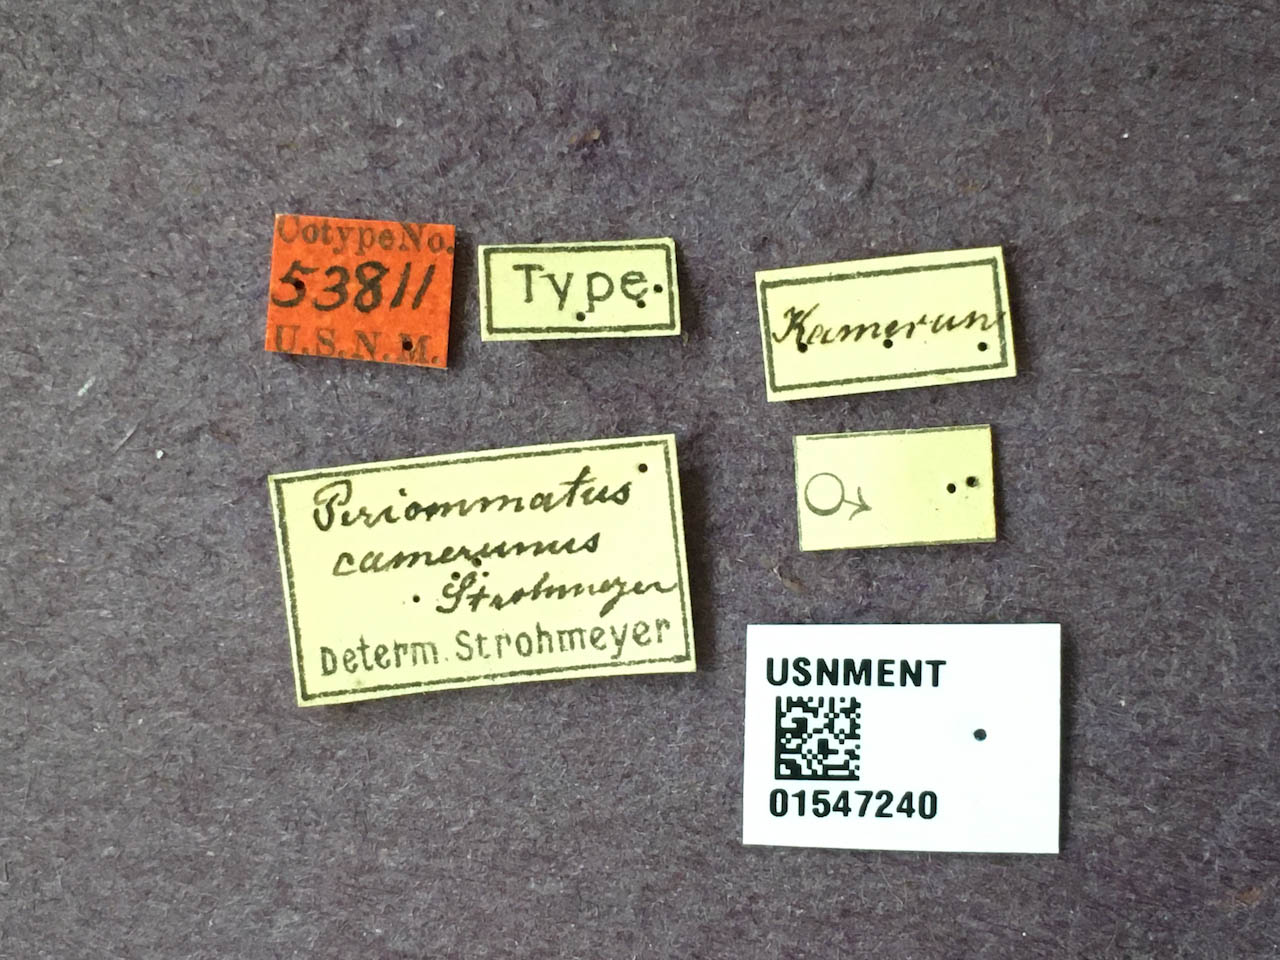 Cotype No.
53811
U.S.N.M.
Type.
Kamerun
♂
Periommatus
camerunus
Strohmeyer
Determ. Strohmeyer
USNMENT
01547240